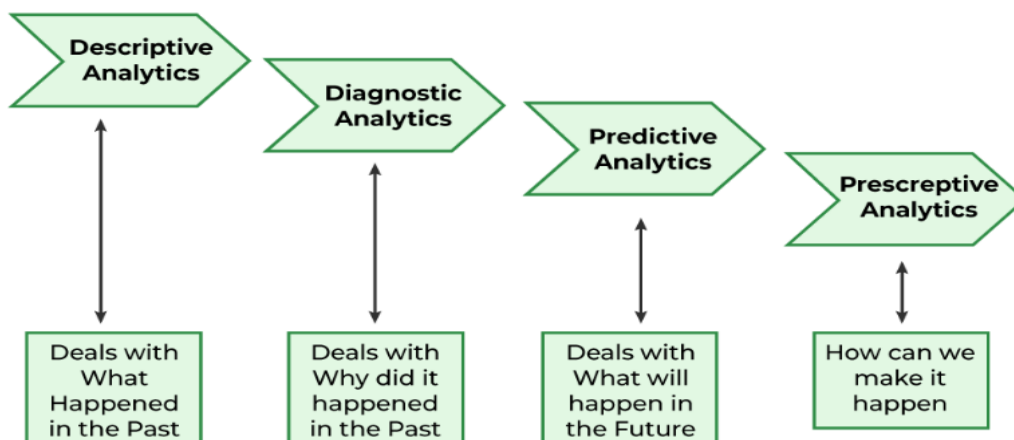 Descriptive
Analytics
Diagnostic
Analytics
Predictive
Analytics
Prescreptive
Analytics
Deals with
What
Happened
in the Past
Deals with
Why did it
happened
in the Past
Deals with
What will
happen in
the Future
How can we
make it
happen